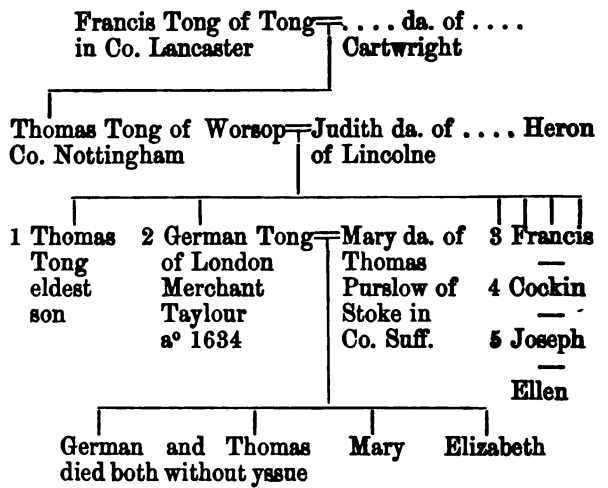 Francis Tong of Tong=.... da. of ....
in Co. Lancaster Cartwright
Thomas Tong of Worsop=Judith da. of .... Heron
Co. Nottingham of Lincolne
1 Thomas
Tong
eldest
son
2 German Tong=
of London
Merchant
Taylour
aº 1634
Mary da. of
Thomas
Purslow of
Stoke in
Co. Suff.
3 Francis
—
4 Cockin
—
5 Joseph
—
Ellen
German and Thomas Mary Elizabeth
died both without yssue